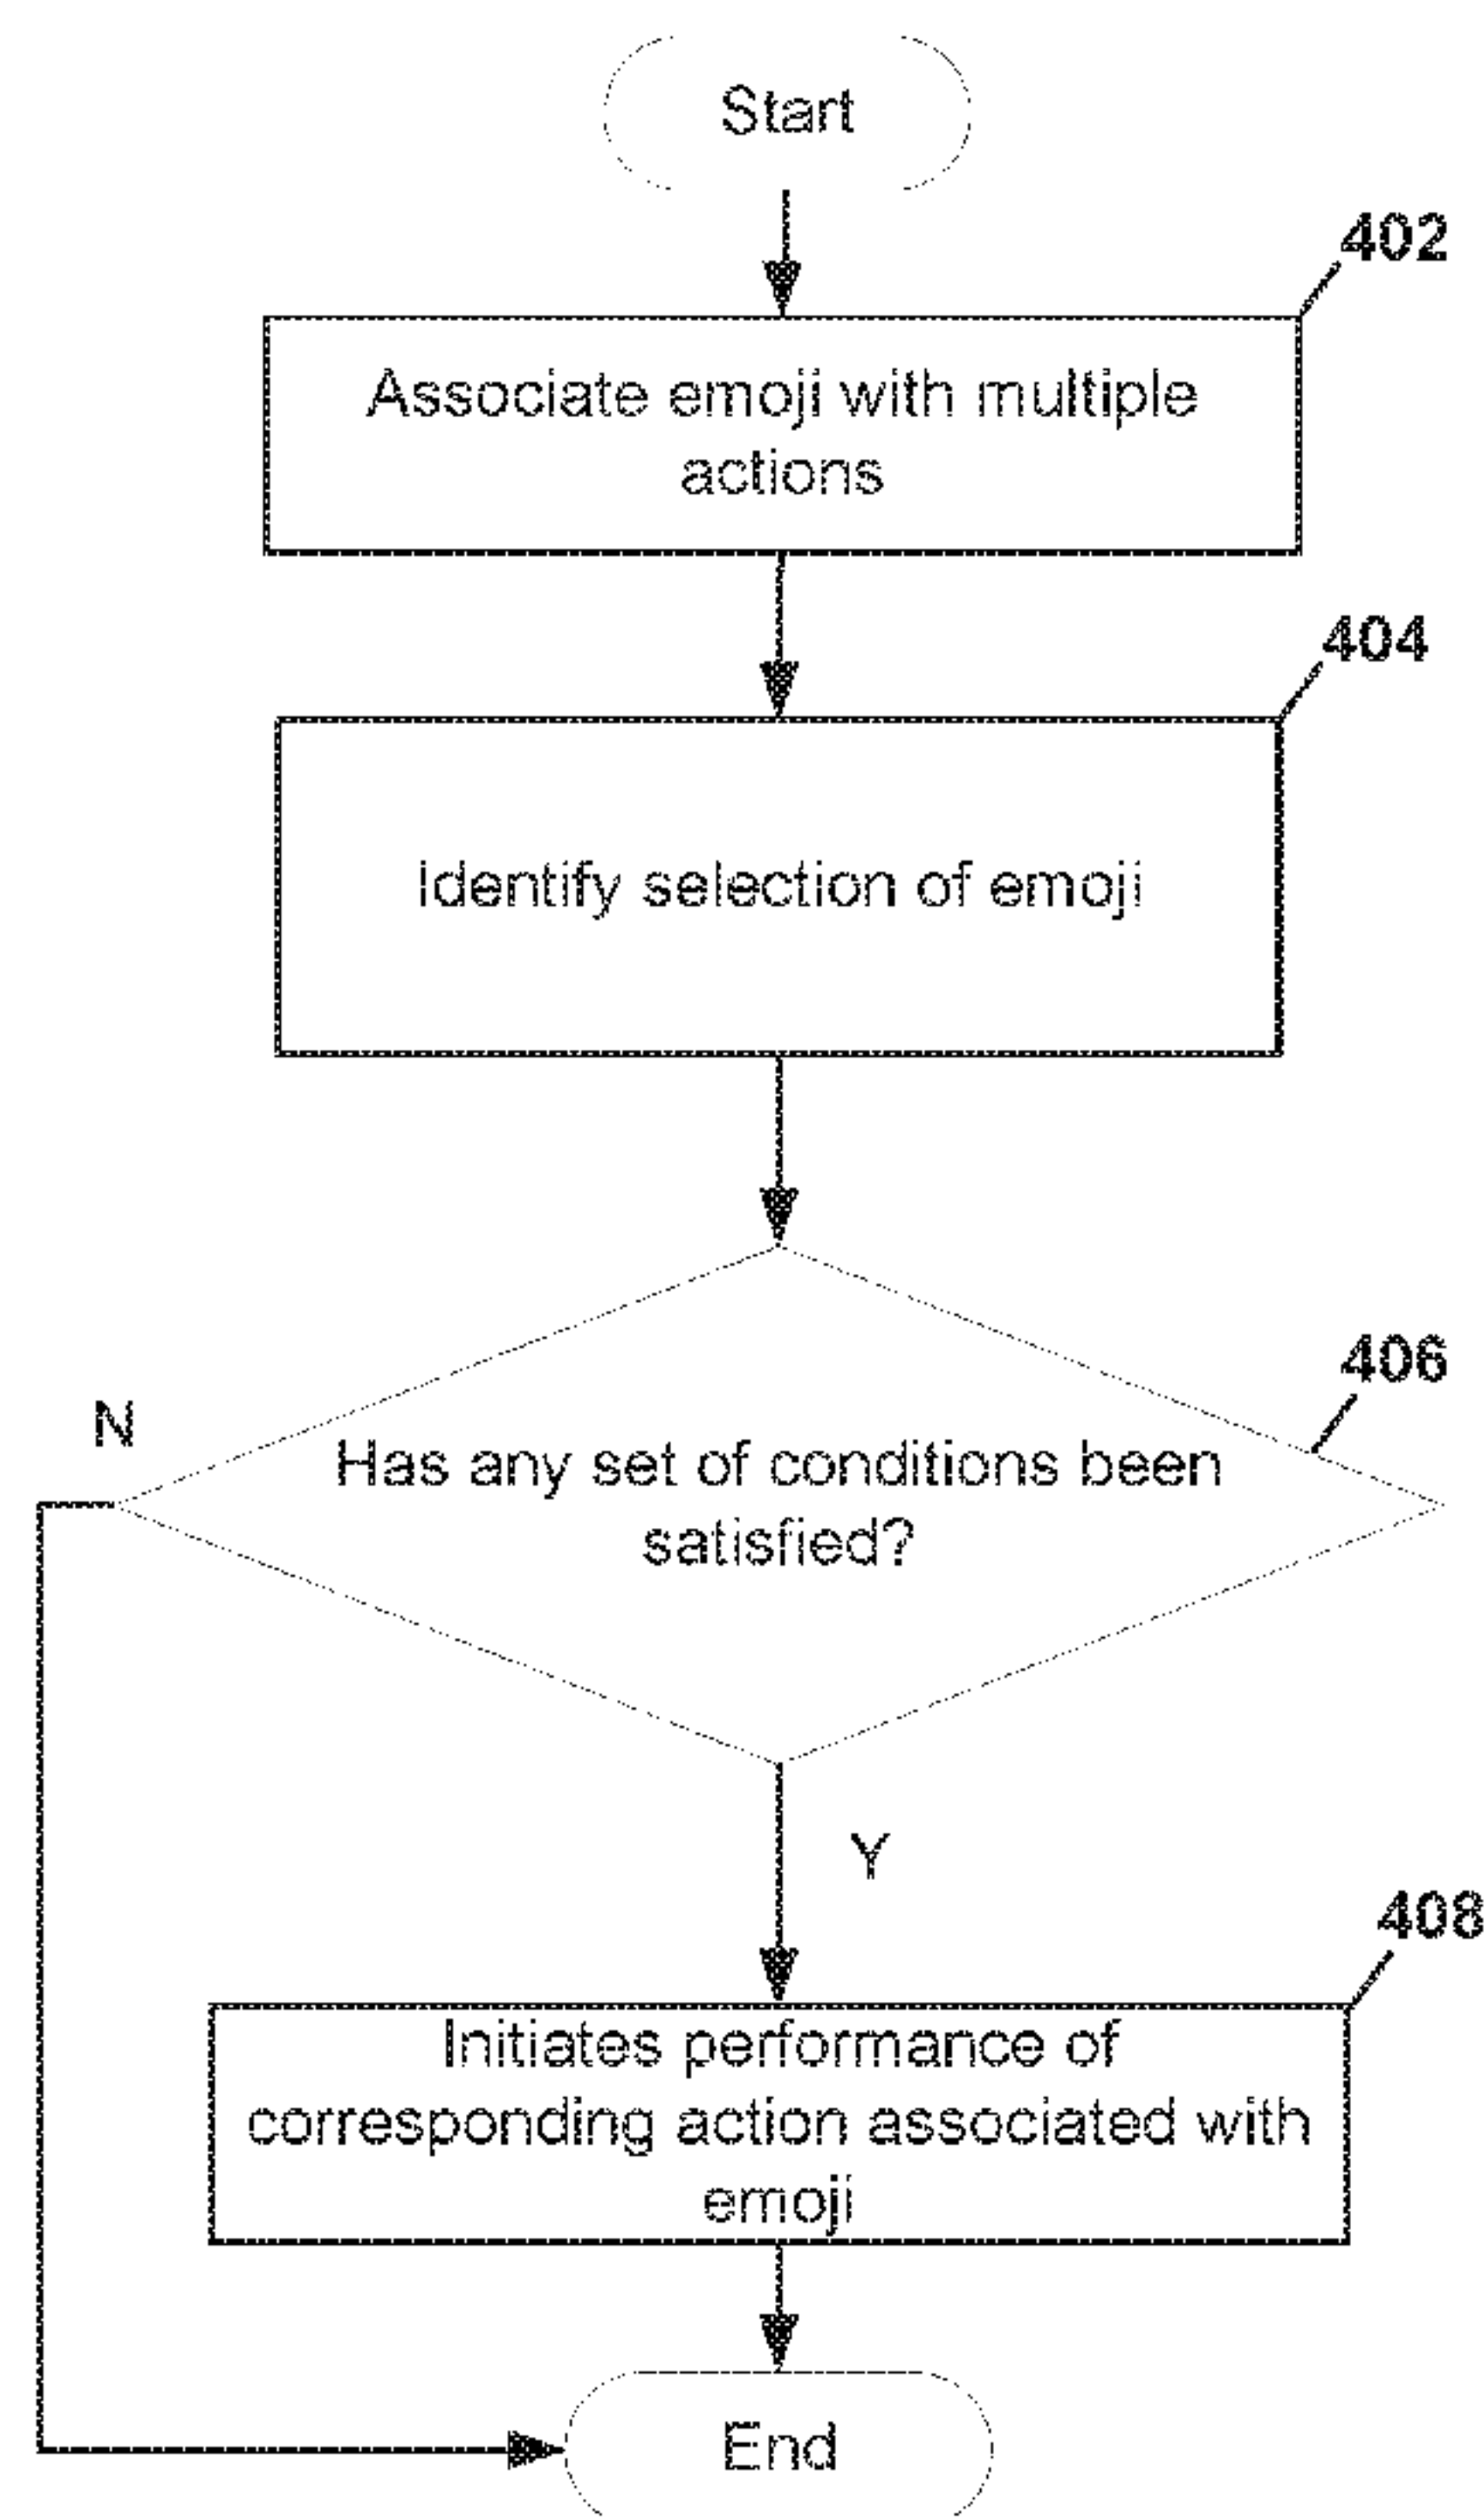 Start
402
Associate emoji with multiple
actions
404
Identify selection of emoji
406
N
Has any set of conditions been
satisfied?
Y
408
Initiates performance of
corresponding action associated with
emoji
End